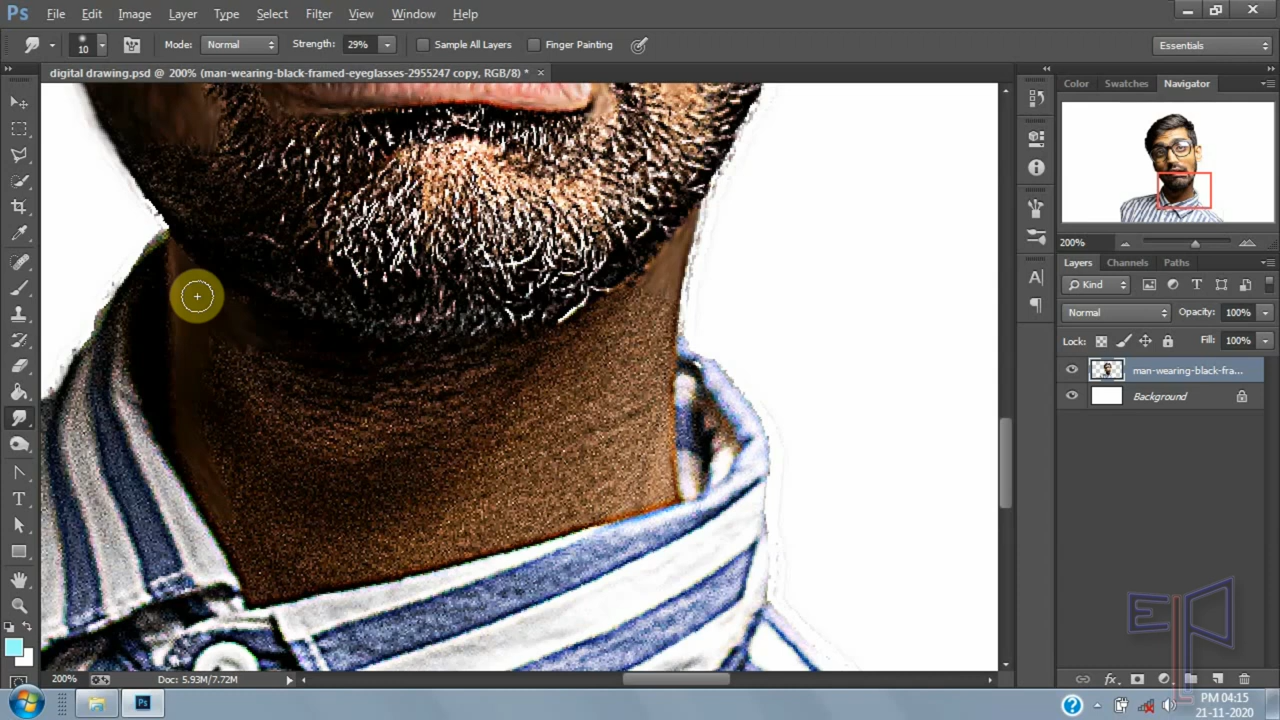 Ps File Edit Image Layer Type Select Filter View Window Help
10 Mode: Normal Strength: 29% Sample All Layers Finger Painting Essentials
digital drawing.psd @ 200% (man-wearing-black-framed-eyeglasses-2955247 copy, RGB/8) * ×
Color Swatches Navigator
200%
Layers Channels Paths
Kind
Normal Opacity: 100%
Lock: Fill: 100%
man-wearing-black-fra...
Background
200% Doc: 5.93M/7.72M
Ps PM 04:15
21-11-2020